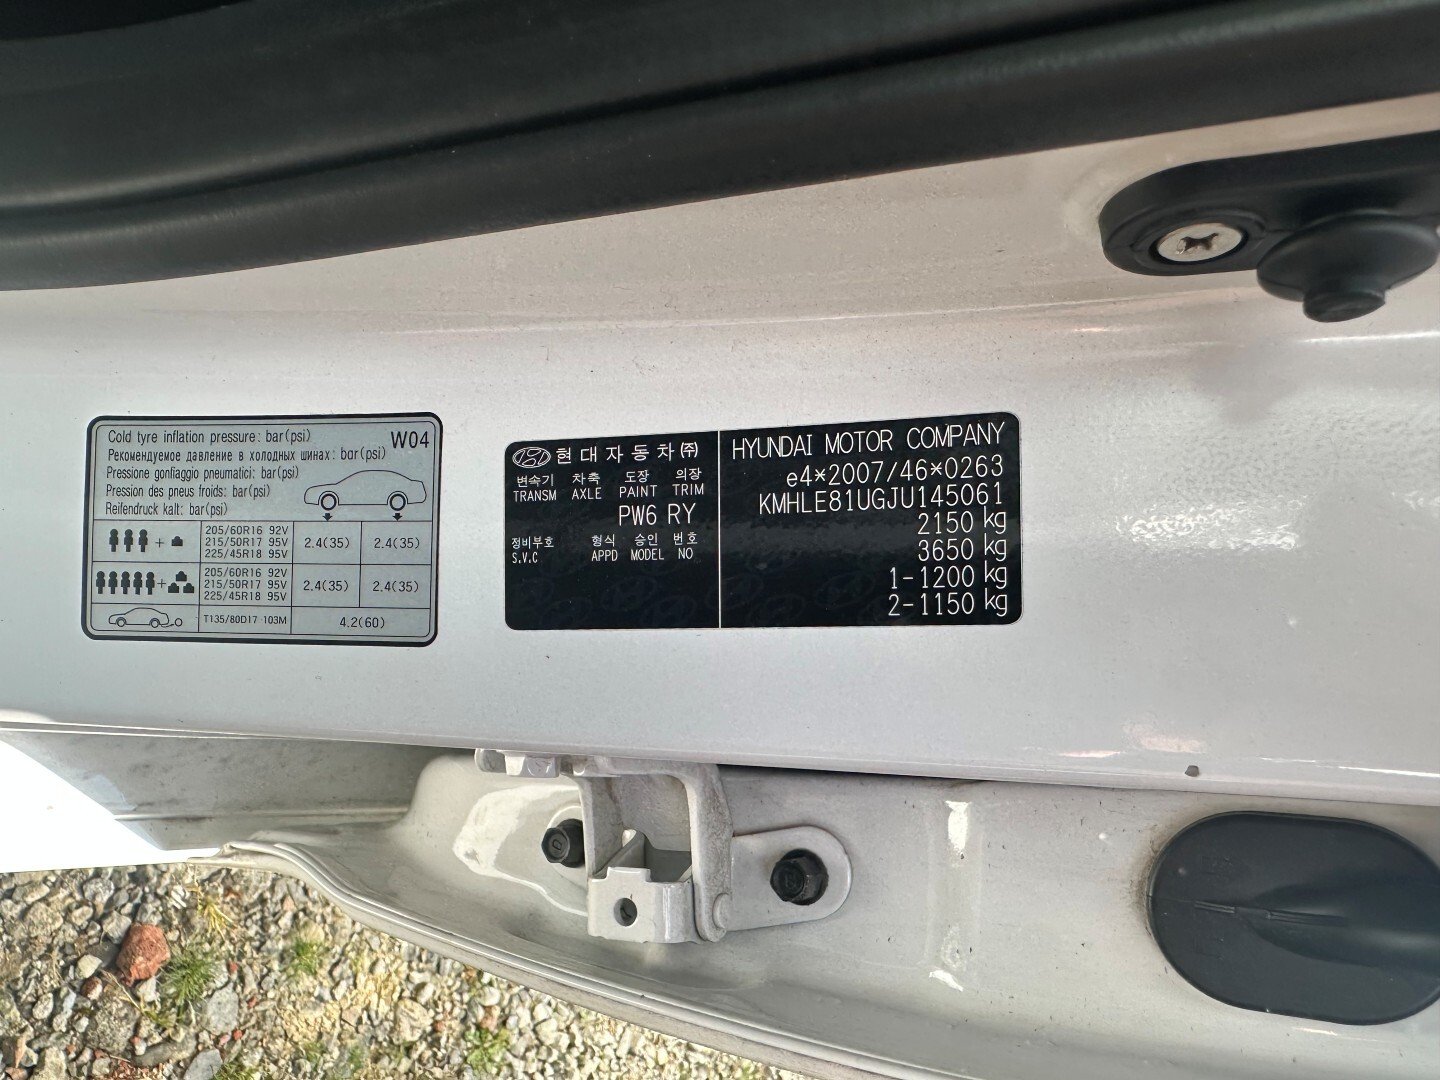 Cold tyre inflation pressure: bar(psi) W04
Рекомендуемое давление в холодных шинах: bar(psi)
Pressione gonfiaggio pneumatici: bar(psi)
Pression des pneus froids: bar(psi)
Reifendruck kalt: bar(psi)
205/60R16 92V
215/50R17 95V
225/45R18 95V
2.4(35) 2.4(35)
205/60R16 92V
215/50R17 95V
225/45R18 95V
2.4(35) 2.4(35)
T135/80D17 103M 4.2(60)
현대자동차㈜
변속기 차축 도장 의장
TRANSM AXLE PAINT TRIM
PW6 RY
정비부호 형식 승인 번호
S.V.C APPD MODEL NO
HYUNDAI MOTOR COMPANY
e4*2007/46*0263
KMHLE81UGJU145061
2150 kg
3650 kg
1-1200 kg
2-1150 kg